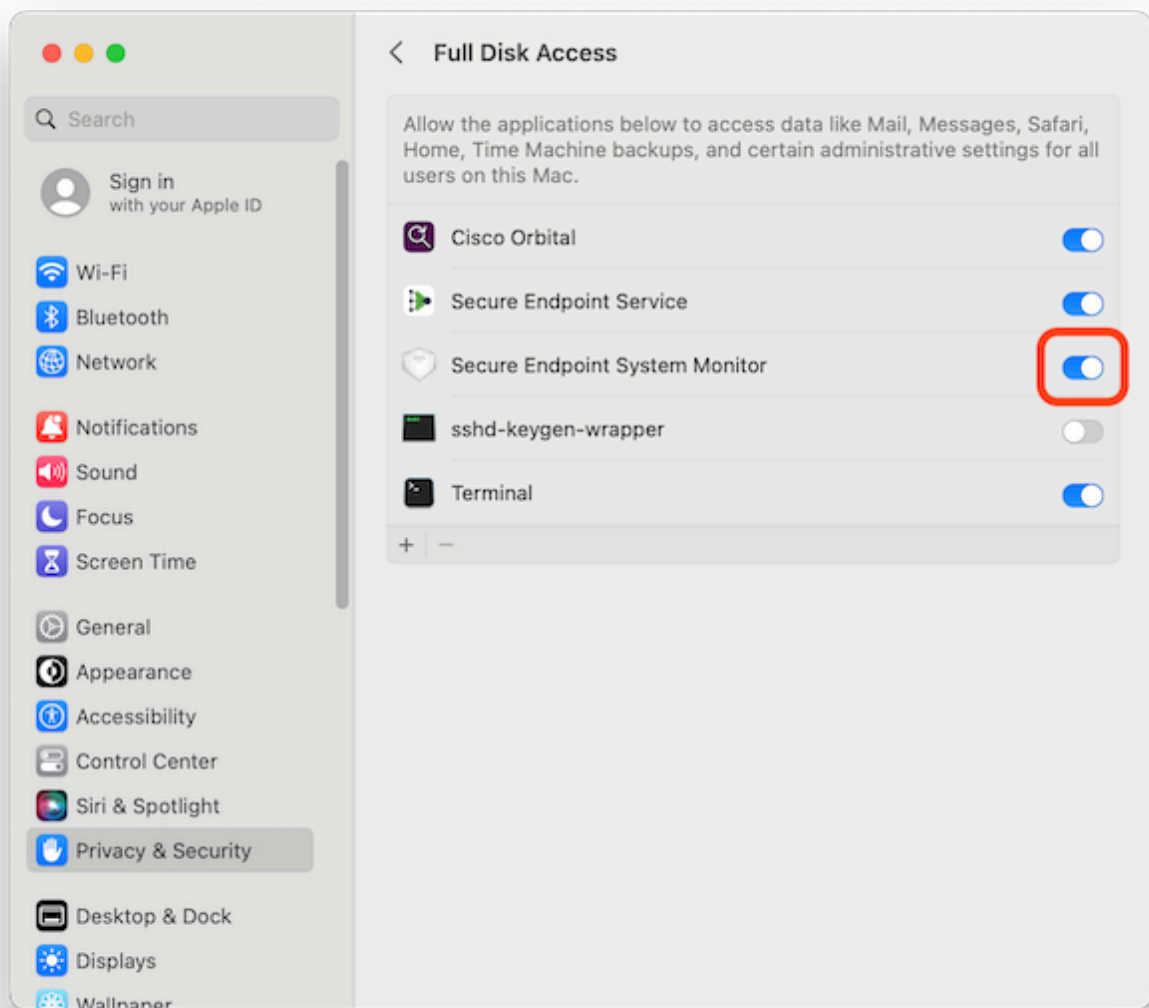 Search
Sign in
with your Apple ID
Wi-Fi
Bluetooth
Network
Notifications
Sound
Focus
Screen Time
General
Appearance
Accessibility
Control Center
Siri & Spotlight
Privacy & Security
Desktop & Dock
Displays
Wallpaper
Full Disk Access
Allow the applications below to access data like Mail, Messages, Safari,
Home, Time Machine backups, and certain administrative settings for all
users on this Mac.
Cisco Orbital
Secure Endpoint Service
Secure Endpoint System Monitor
sshd-keygen-wrapper
Terminal